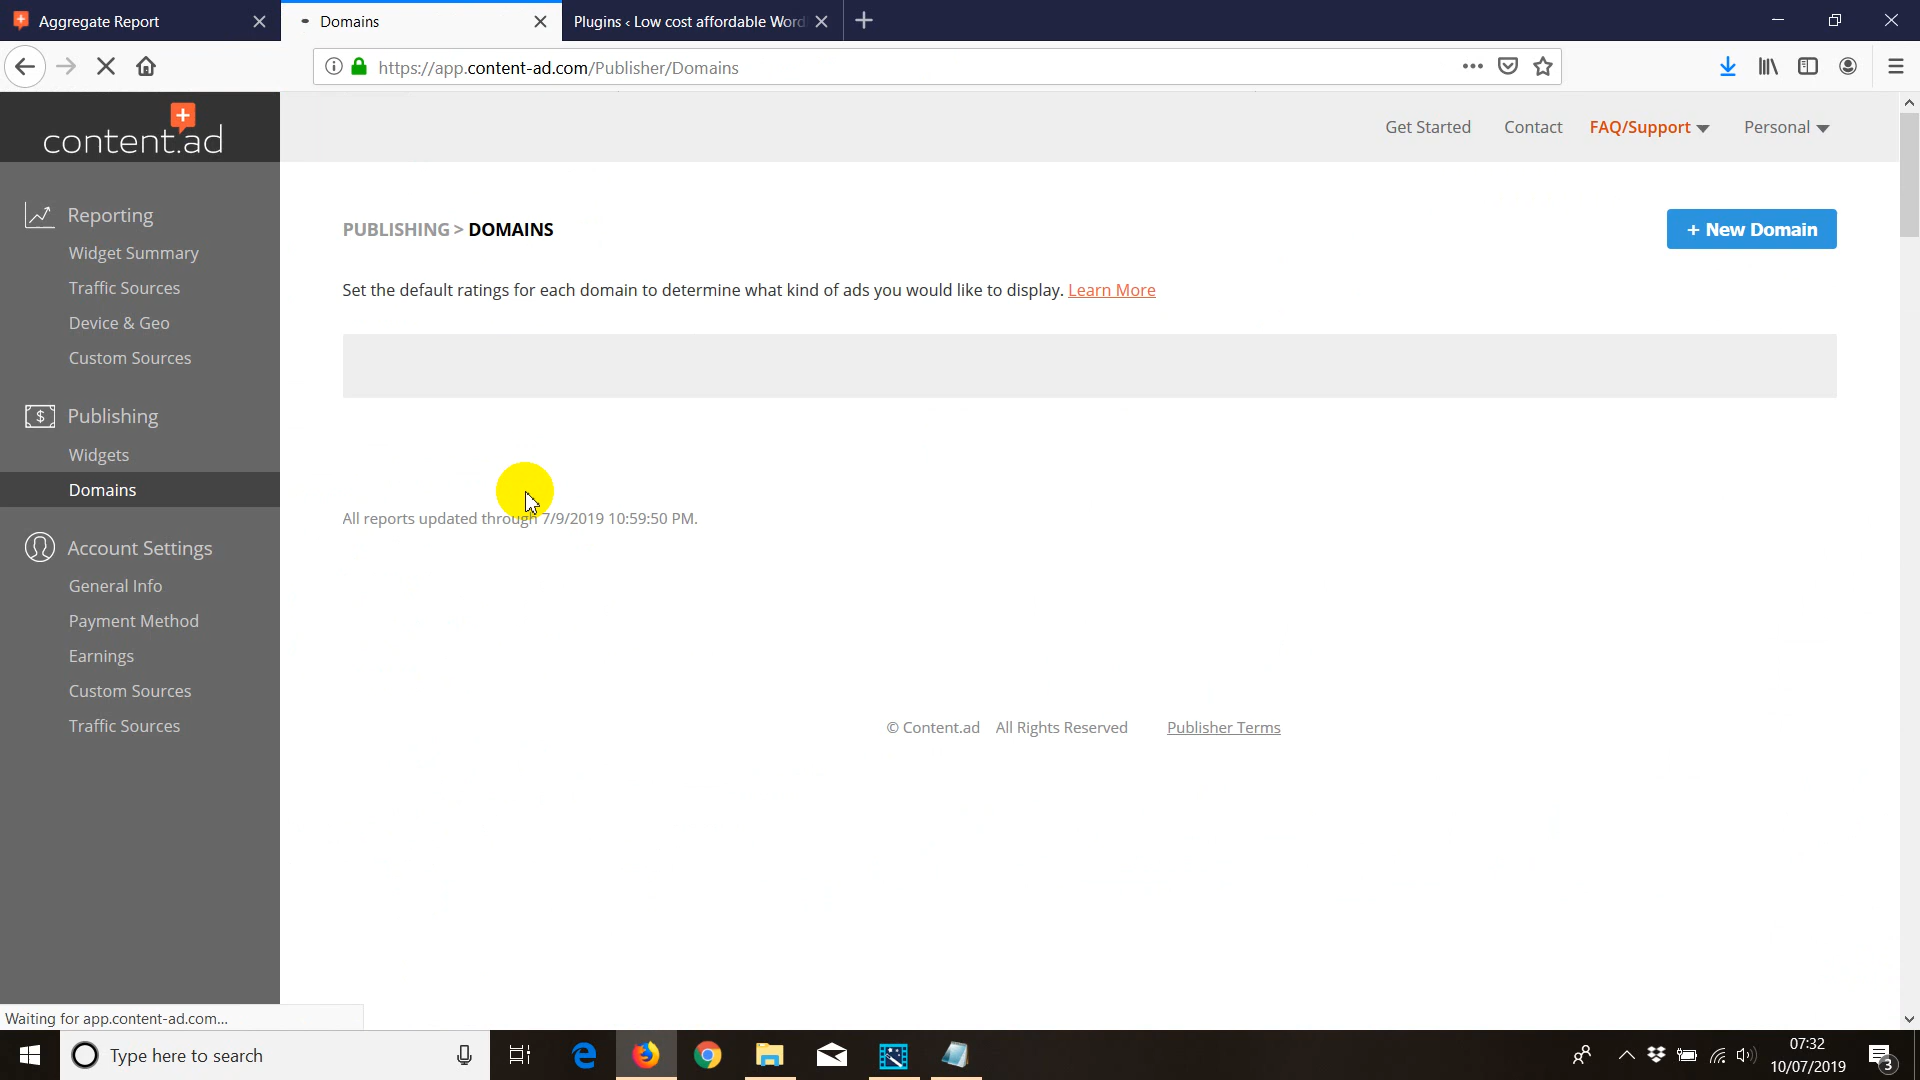 Aggregate Report
Domains
Plugins ‹ Low cost affordable Word
https://app.content-ad.com/Publisher/Domains
content.ad
Get Started
Contact
FAQ/Support
Personal
Reporting
Widget Summary
Traffic Sources
Device & Geo
Custom Sources
Publishing
Widgets
Domains
Account Settings
General Info
Payment Method
Earnings
Custom Sources
Traffic Sources
PUBLISHING > DOMAINS
+ New Domain
Set the default ratings for each domain to determine what kind of ads you would like to display. Learn More
All reports updated through 7/9/2019 10:59:50 PM.
© Content.ad All Rights Reserved Publisher Terms
Waiting for app.content-ad.com...
Type here to search
07:32
10/07/2019
3